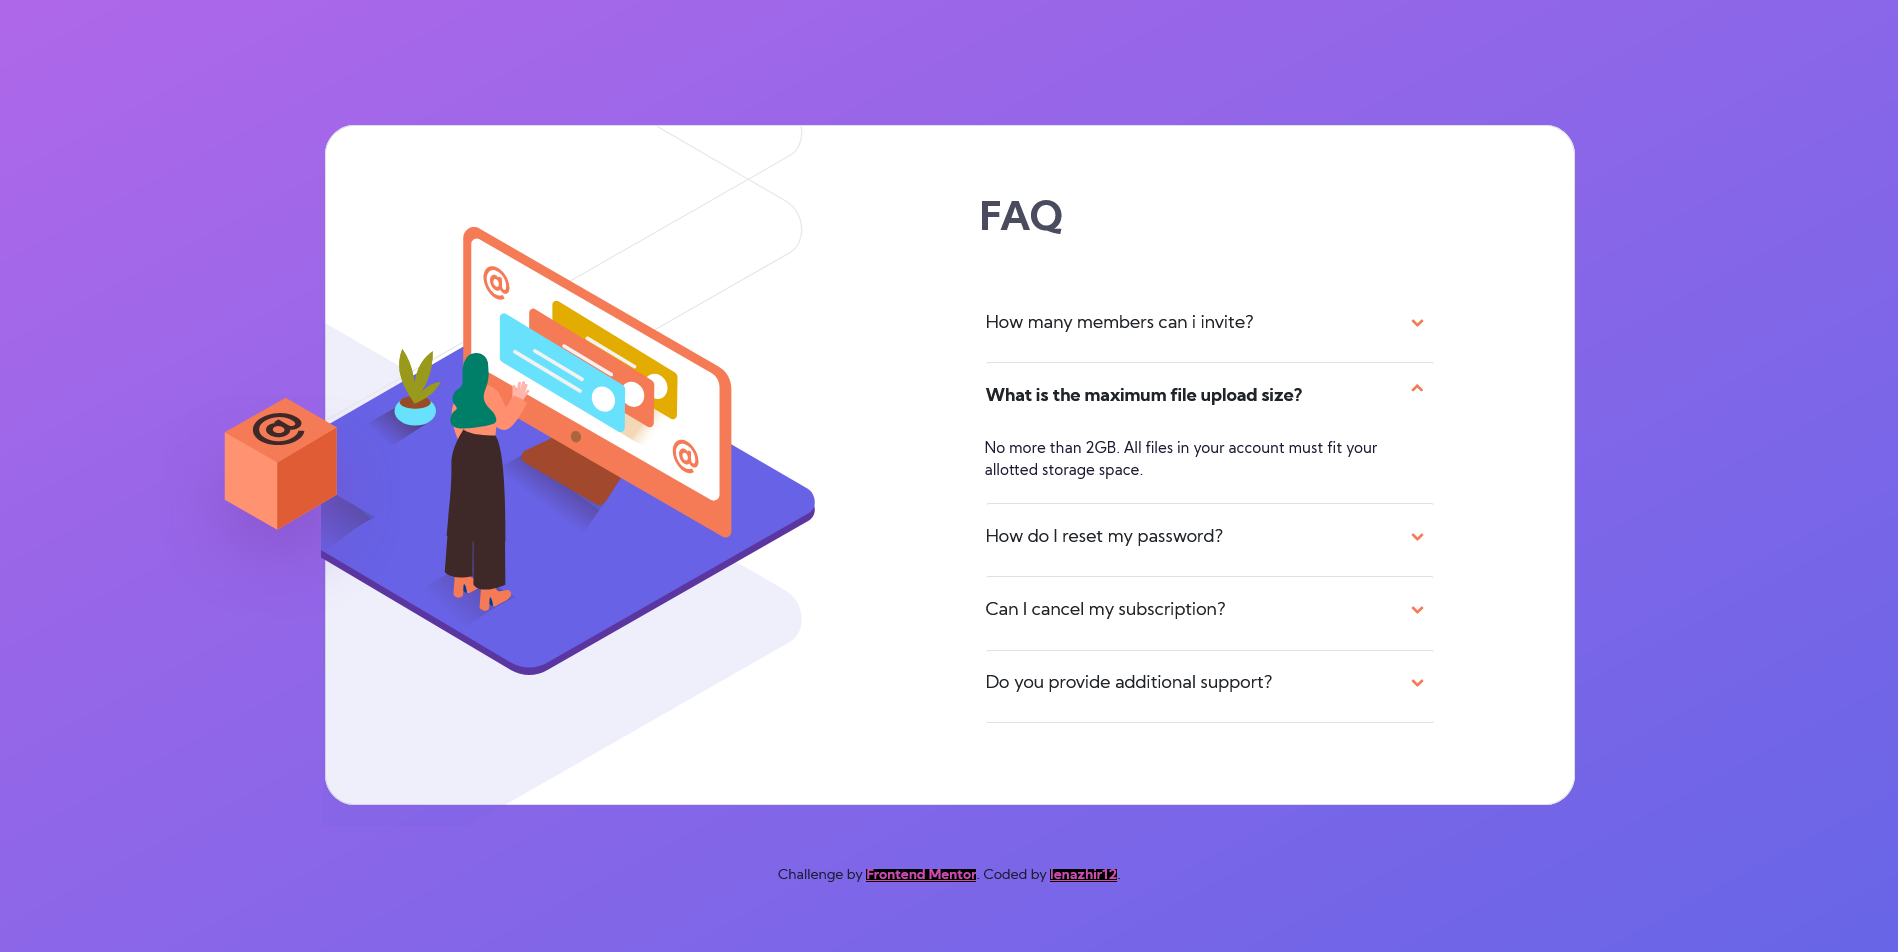 FAQ
@
How many members can i invite?
What is the maximum file upload size?
@
No more than 2GB. All files in your account must fit your
allotted storage space.
@
How do I reset my password?
Can I cancel my subscription?
Do you provide additional support?
Challenge by Frontend Mentor. Coded by lenazhir12.